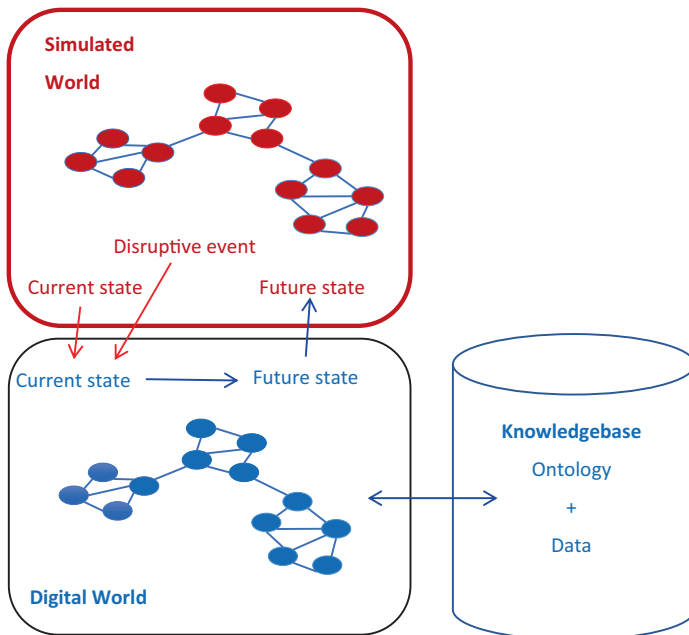 Simulated
World
Disruptive event
Current state
Future state
Current state
Future state
Knowledgebase
Ontology
+
Data
Digital World